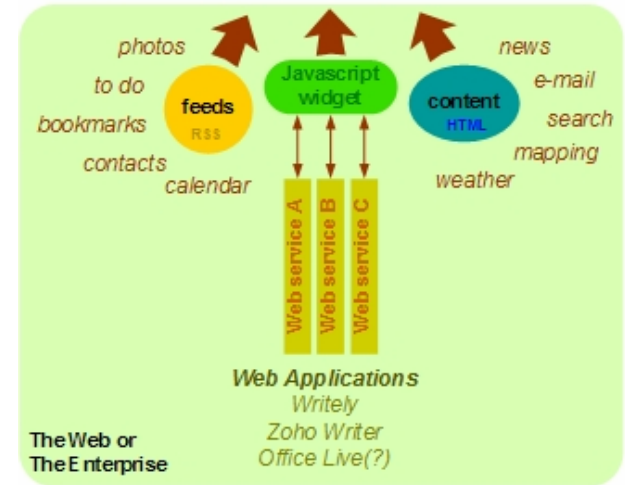 photos
to do
bookmarks
contacts
calendar
feeds
RSS
Javascript
widget
content
HTML
news
e-mail
search
mapping
weather
Web service A
Web service B
Web service C
Web Applications
Writely
Zoho Writer
Office Live(?)
The Web or
The Enterprise